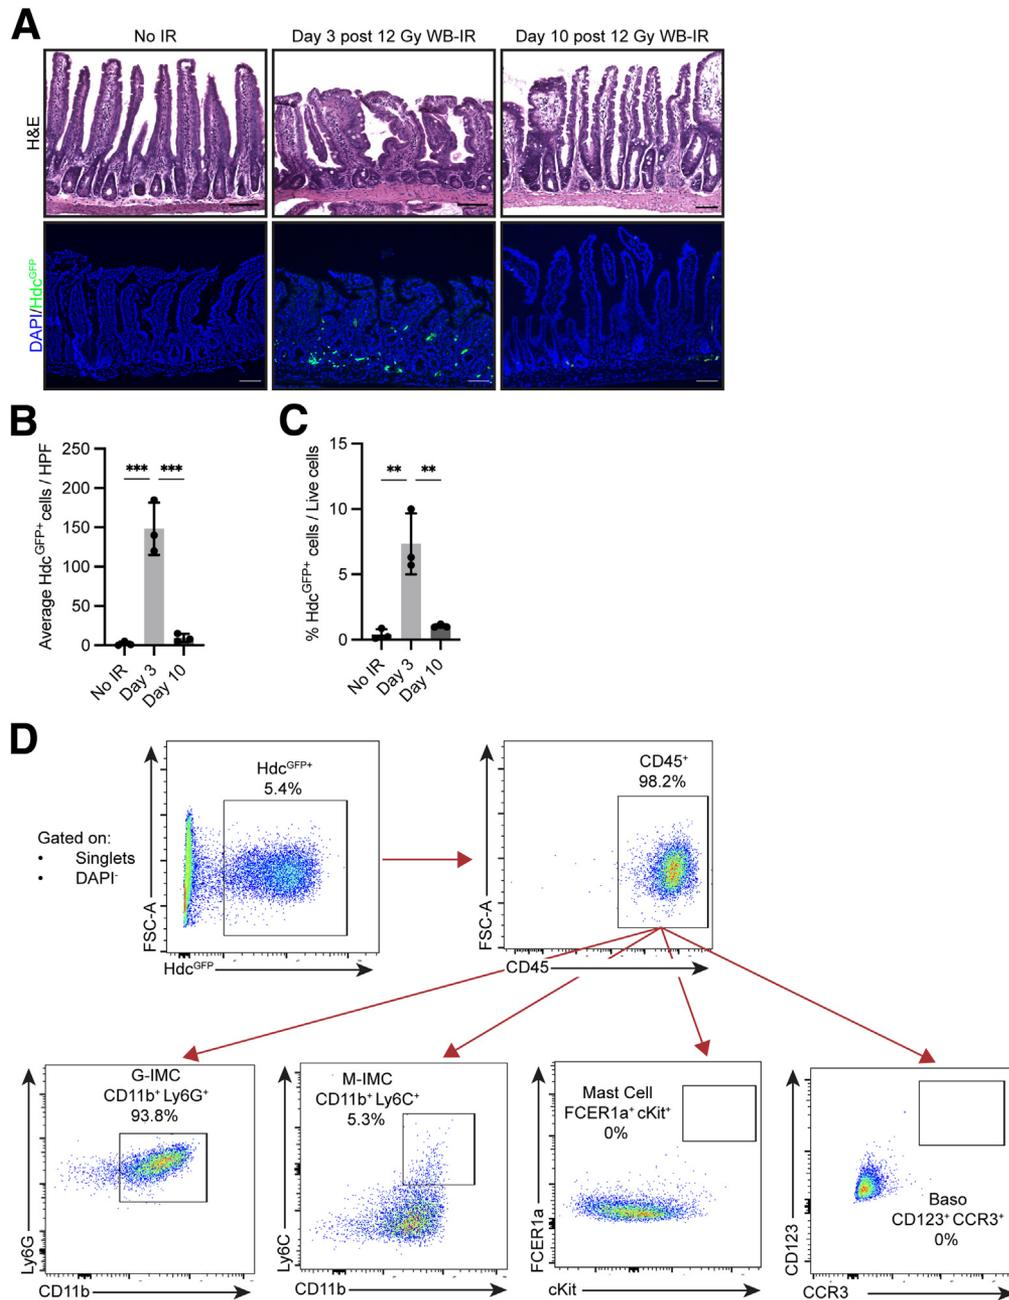 A
No IR
Day 3 post 12 Gy WB-IR
Day 10 post 12 Gy WB-IR
H&E
DAPI/Hdc^GFP
B
Average Hdc^GFP+ cells / HPF
250
200
150
100
50
0
***
***
No IR
Day 3
Day 10
C
% Hdc^GFP+ cells / Live cells
15
10
5
0
**
**
No IR
Day 3
Day 10
D
Gated on:
• Singlets
• DAPI-
Hdc^GFP+
5.4%
FSC-A
Hdc^GFP
CD45+
98.2%
FSC-A
CD45
G-IMC
CD11b+ Ly6G+
93.8%
Ly6G
CD11b
M-IMC
CD11b+ Ly6C+
5.3%
Ly6C
CD11b
Mast Cell
FCER1a+ cKit+
0%
FCER1a
cKit
Baso
CD123+ CCR3+
0%
CD123
CCR3